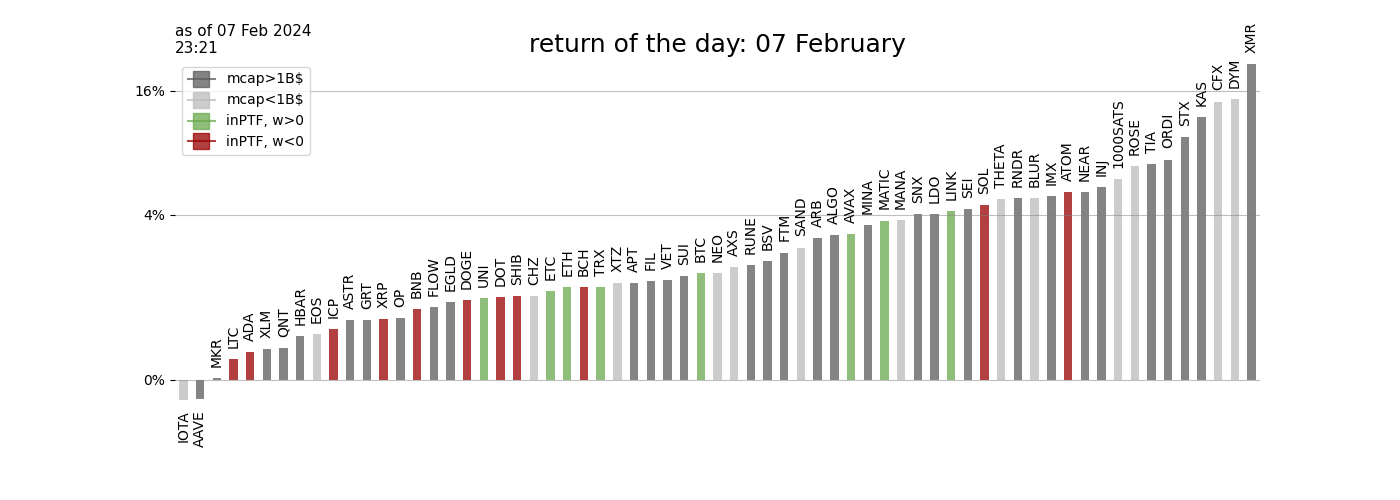 as of 07 Feb 2024
23:21
return of the day: 07 February
mcap>1B$
mcap<1B$
inPTF, w>0
inPTF, w<0
16%
4%
0%
IOTA
AAVE
MKR
LTC
ADA
XLM
QNT
HBAR
EOS
ICP
ASTR
GRT
XRP
OP
BNB
FLOW
EGLD
DOGE
UNI
DOT
SHIB
CHZ
ETC
ETH
BCH
TRX
XTZ
APT
FIL
VET
SUI
BTC
NEO
AXS
RUNE
BSV
FTM
SAND
ARB
ALGO
AVAX
MINA
MATIC
MANA
SNX
LDO
LINK
SEI
SOL
THETA
RNDR
BLUR
IMX
ATOM
NEAR
INJ
1000SATS
ROSE
TIA
ORDI
STX
KAS
CFX
DYM
XMR